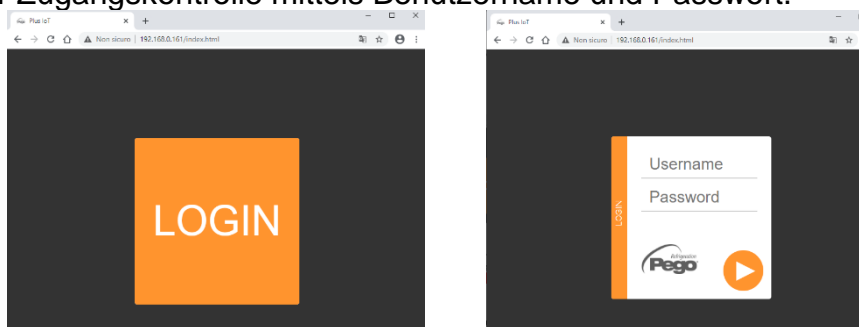 Zugangskontrolle mittels Benutzername und Passwort.
Plus IoT
Non sicuro | 192.168.0.161/index.html
LOGIN
Plus IoT
Non sicuro | 192.168.0.161/index.html
Username
Password
LOGIN
Pego